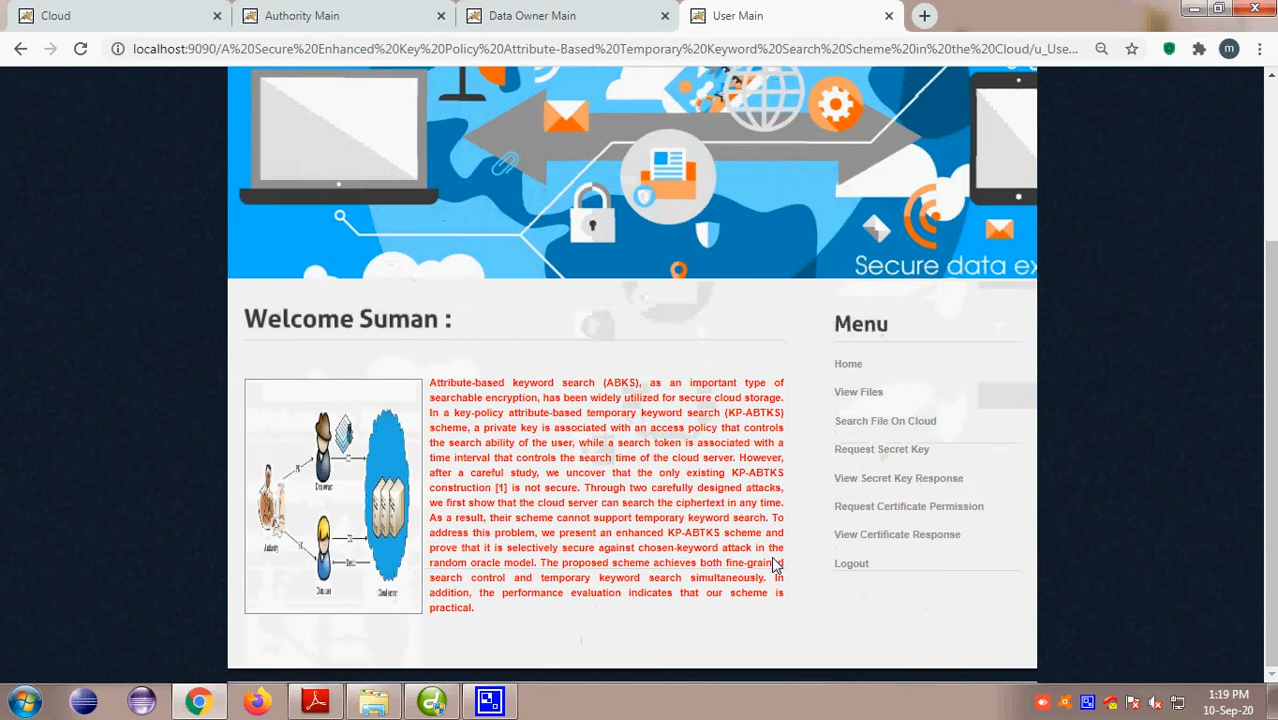 Cloud
Authority Main
Data Owner Main
User Main
localhost:9090/A%20Secure%20Enhanced%20Key%20Policy%20Attribute-Based%20Temporary%20Keyword%20Search%20Scheme%20in%20the%20Cloud/u_Use...
m
Secure data ex
Welcome Suman :
Attribute-based keyword search (ABKS), as an important type of
searchable encryption, has been widely utilized for secure cloud storage.
In a key-policy attribute-based temporary keyword search (KP-ABTKS)
scheme, a private key is associated with an access policy that controls
the search ability of the user, while a search token is associated with a
time interval that controls the search time of the cloud server. However,
after a careful study, we uncover that the only existing KP-ABTKS
construction [1] is not secure. Through two carefully designed attacks,
we first show that the cloud server can search the ciphertext in any time.
As a result, their scheme cannot support temporary keyword search. To
address this problem, we present an enhanced KP-ABTKS scheme and
prove that it is selectively secure against chosen-keyword attack in the
random oracle model. The proposed scheme achieves both fine-grained
search control and temporary keyword search simultaneously. In
addition, the performance evaluation indicates that our scheme is
practical.
Authority
Cloud server
Menu
Home
View Files
Search File On Cloud
Request Secret Key
View Secret Key Response
Request Certificate Permission
View Certificate Response
Logout
1:19 PM
10-Sep-20